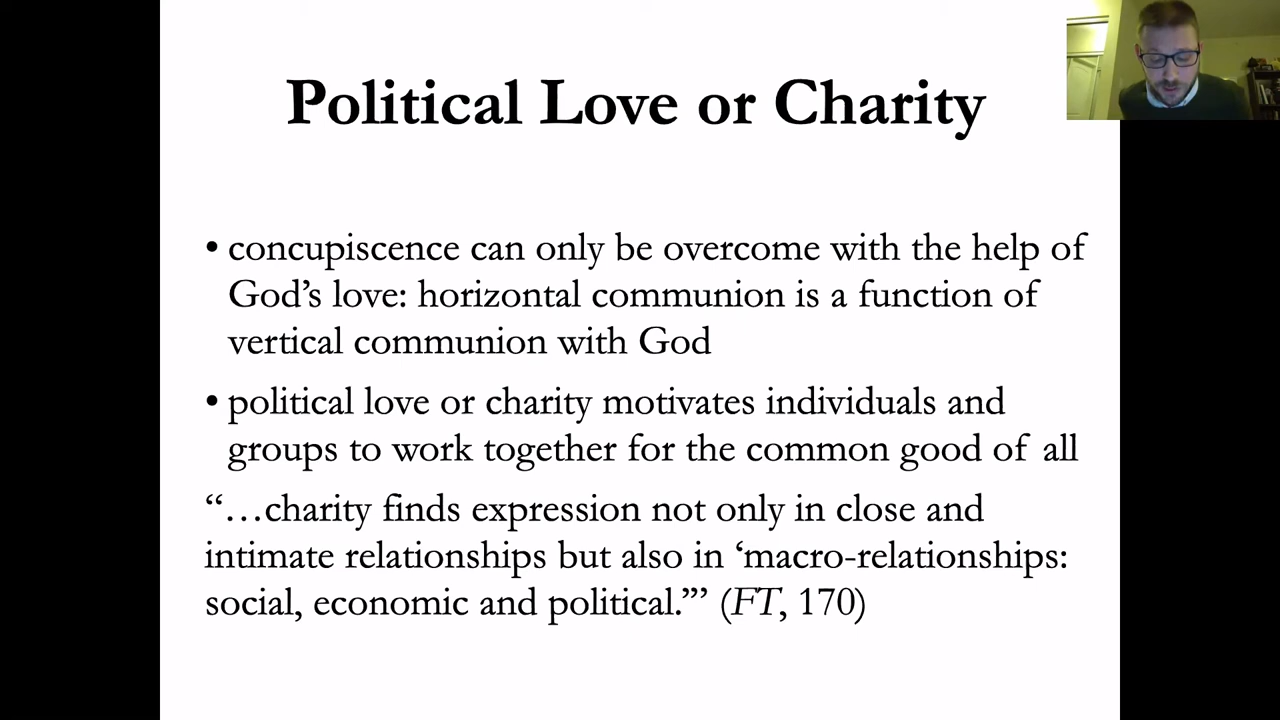 Political Love or Charity
• concupiscence can only be overcome with the help of
God’s love: horizontal communion is a function of
vertical communion with God
• political love or charity motivates individuals and
groups to work together for the common good of all
“…charity finds expression not only in close and
intimate relationships but also in ‘macro-relationships:
social, economic and political.”’ (FT, 170)